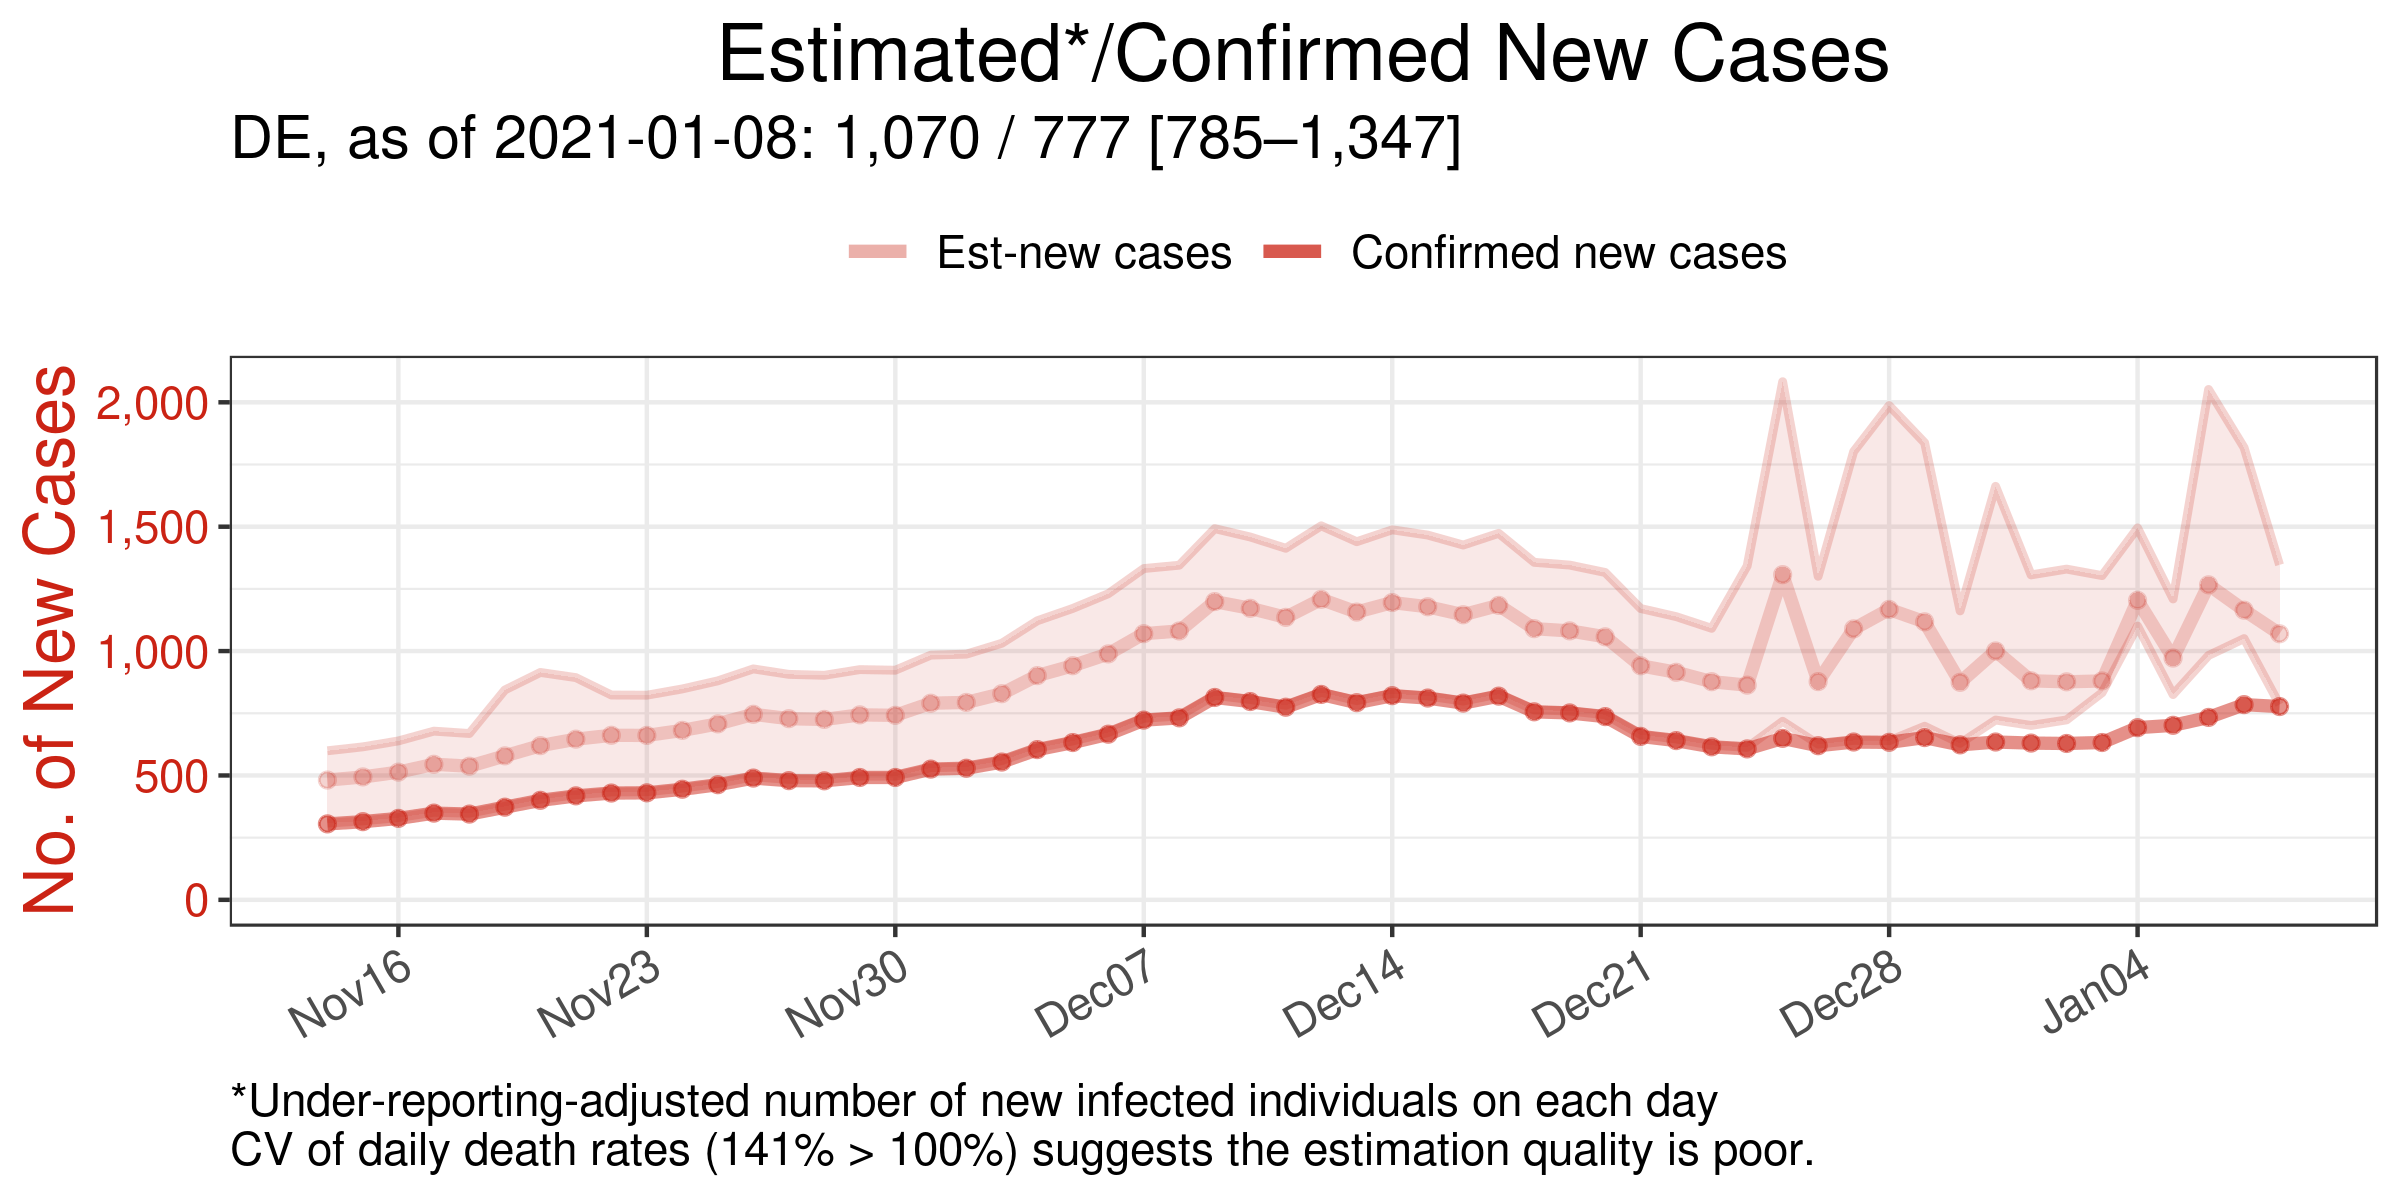 Estimated*/Confirmed New Cases
DE, as of 2021-01-08: 1,070 / 777 [785–1,347]
Est-new cases
Confirmed new cases
No. of New Cases
2,000
1,500
1,000
500
0
Nov16
Nov23
Nov30
Dec07
Dec14
Dec21
Dec28
Jan04
*Under-reporting-adjusted number of new infected individuals on each day
CV of daily death rates (141% > 100%) suggests the estimation quality is poor.